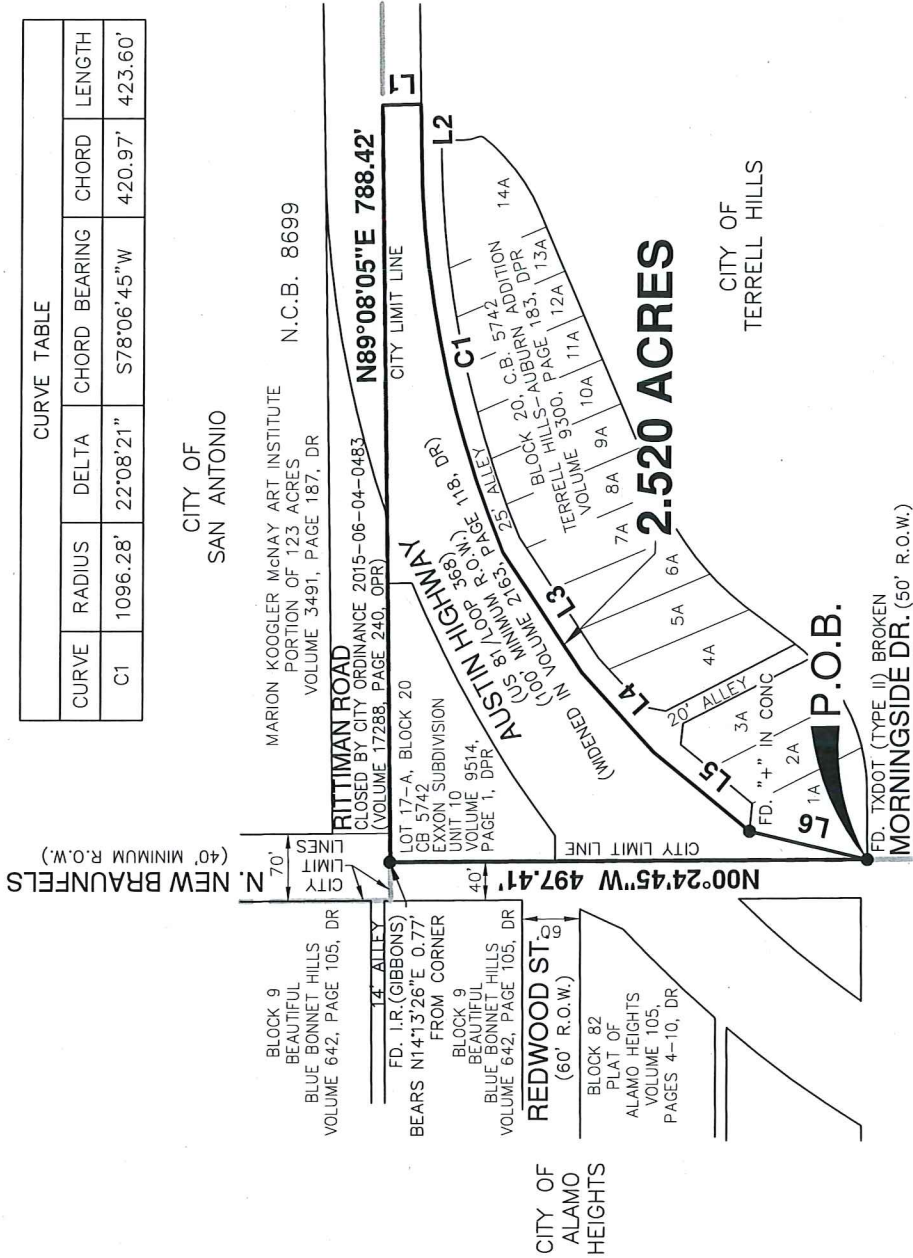 CURVE TABLE
CURVE RADIUS DELTA CHORD BEARING CHORD LENGTH
C1 1096.28' 22°08'21" S78°06'45"W 420.97' 423.60'
CITY OF
SAN ANTONIO
MARION KOOGLER McNAY ART INSTITUTE
PORTION OF 123 ACRES
VOLUME 3491, PAGE 187, DR
N.C.B. 8699
N. NEW BRAUNFELS
(40' MINIMUM R.O.W.)
70'
CITY
LIMIT
LINES
RITTIMAN ROAD
CLOSED BY CITY ORDINANCE 2015-06-04-0483
(VOLUME 17288, PAGE 240, OPR)
N89°08'05"E 788.42'
CITY LIMIT LINE
L1
L2
BLOCK 9
BEAUTIFUL
BLUE BONNET HILLS
VOLUME 642, PAGE 105, DR
14' ALLEY
FD. I.R.(GIBBONS)
BEARS N14°13'26"E 0.77'
FROM CORNER
BLOCK 9
BEAUTIFUL
BLUE BONNET HILLS
VOLUME 642, PAGE 105, DR
40'
LOT 17-A, BLOCK 20
CB 5742
EXXON SUBDIVISION
UNIT 10
VOLUME 9514,
PAGE 1, DPR
AUSTIN HIGHWAY
(US 81/LOOP 368)
(100' MINIMUM R.O.W.)
(WIDENED IN VOLUME 2163, PAGE 118, DR)
C1
25' ALLEY
BLOCK 20, C.B. 5742
TERRELL HILLS-AUBURN ADDITION
VOLUME 9300, PAGE 183, DPR
14A
13A
12A
11A
10A
9A
8A
7A
6A
5A
4A
3A
2A
1A
L3
L4
L5
L6
20' ALLEY
2.520 ACRES
CITY OF
TERRELL HILLS
CITY LIMIT LINE
N00°24'45"W 497.41'
REDWOOD ST.
(60' R.O.W.)
60'
BLOCK 82
PLAT OF
ALAMO HEIGHTS
VOLUME 105,
PAGES 4-10, DR
CITY OF
ALAMO
HEIGHTS
FD. "+" IN CONC
P.O.B.
FD. TXDOT (TYPE II) BROKEN
MORNINGSIDE DR. (50' R.O.W.)